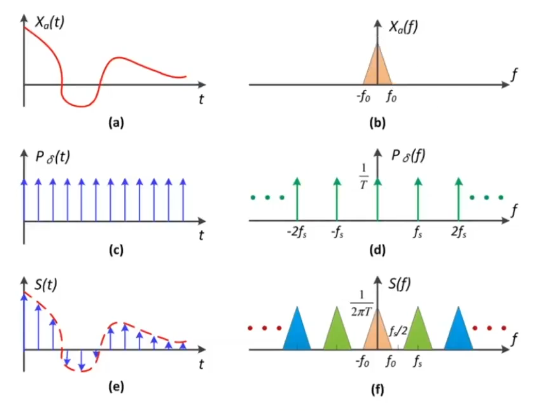 Xa(t)
t
(a)
Xa(f)
f
-f0 f0
(b)
Pδ(t)
t
(c)
Pδ(f)
1/T
f
-2fs -fs fs 2fs
(d)
S(t)
t
(e)
S(f)
1/2πT
fs/2
f
-f0 f0 fs
(f)